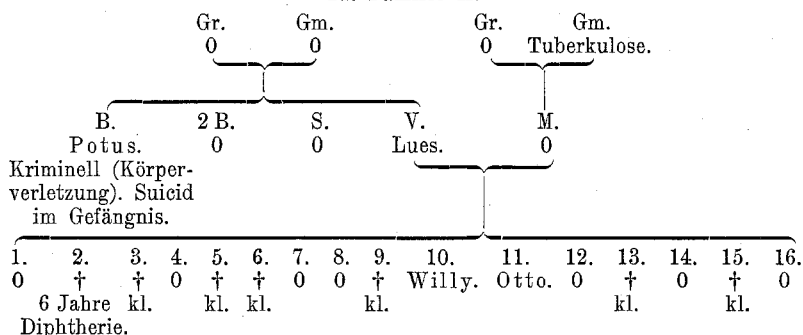 Gr. Gm. Gr. Gm.
0 0 0 Tuberkulose.
B. 2 B. S. V. M.
Potus. 0 0 Lues. 0
Kriminell (Körper-
verletzung). Suicid
im Gefängnis.
1. 2. 3. 4. 5. 6. 7. 8. 9. 10. 11. 12. 13. 14. 15. 16.
0 † † 0 † † 0 0 † Willy. Otto. 0 † 0 † 0
6 Jahre kl. kl. kl. kl. kl. kl.
Diphtherie.